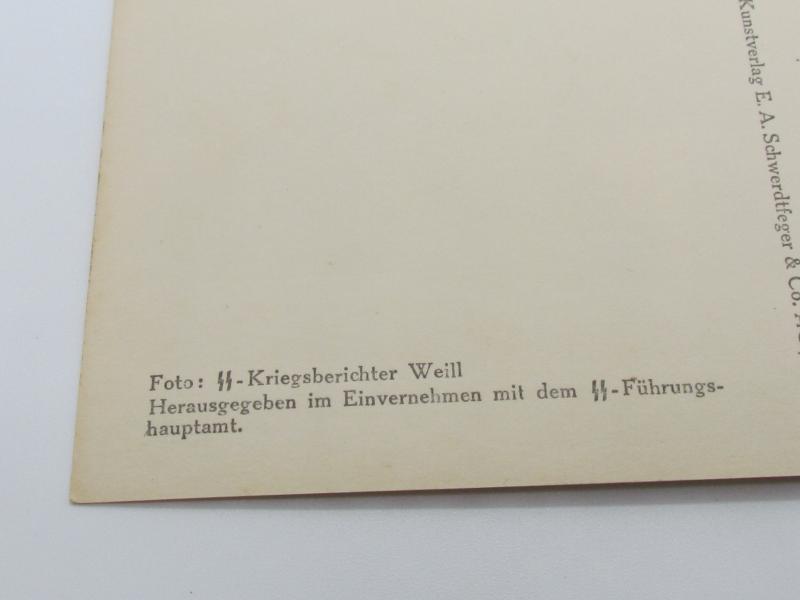 Kunstverlag E. A. Schwerdtfeger & Co.
Foto: ᛋᛋ-Kriegsberichter Weill
Herausgegeben im Einvernehmen mit dem ᛋᛋ-Führungs-
hauptamt.